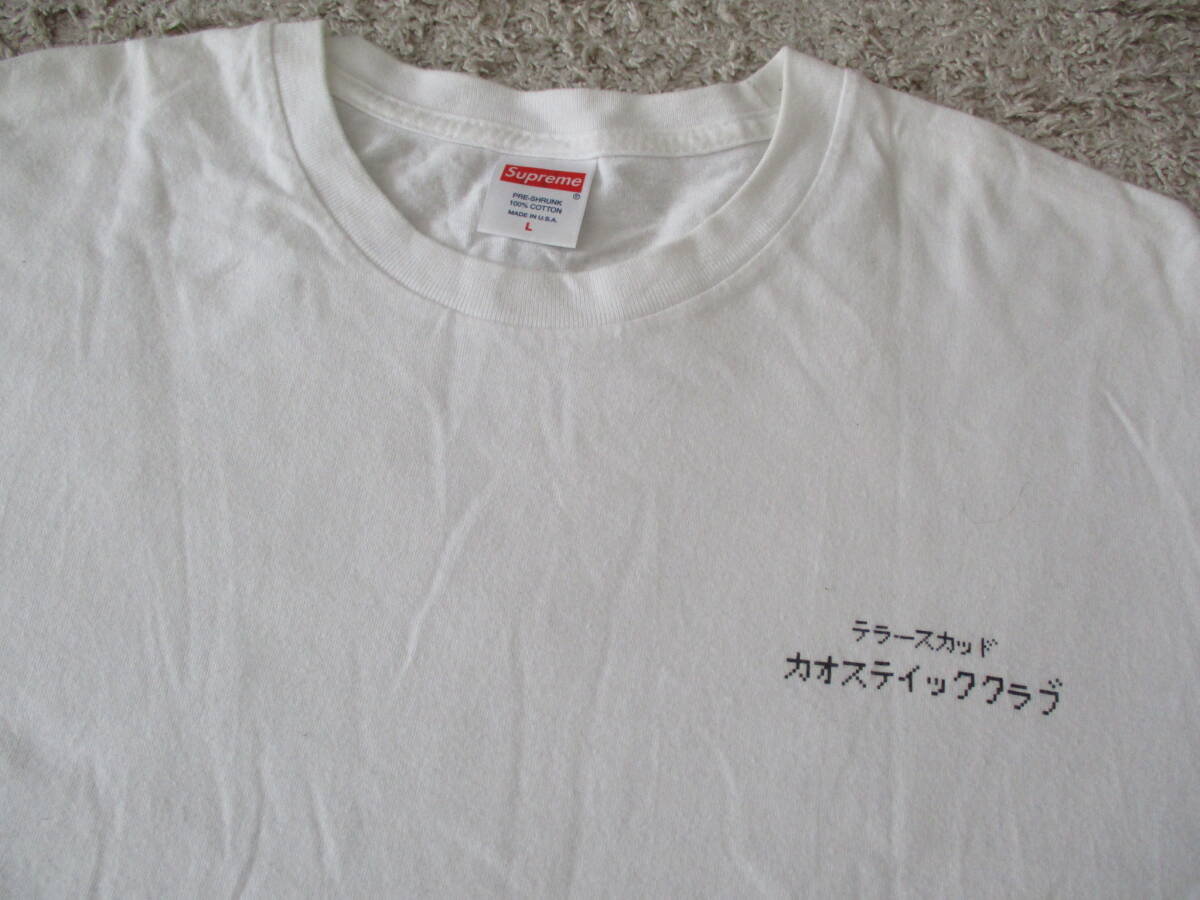 Supreme
®
PRE-SHRUNK
100% COTTON
MADE IN U.S.A.
L
テラースカッド
カオスティッククラブ